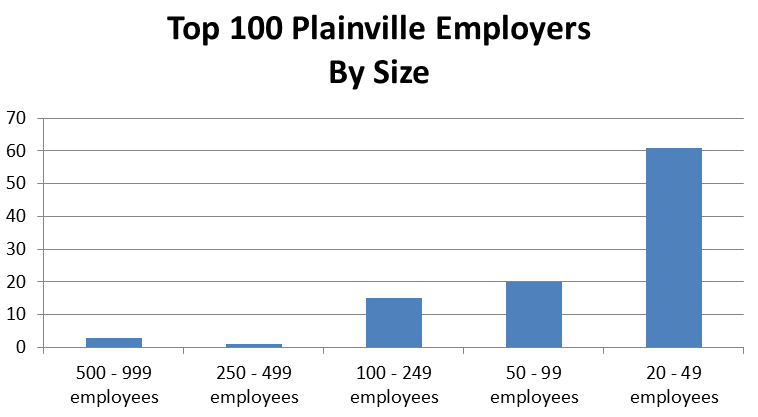 Top 100 Plainville Employers
By Size
70
60
50
40
30
20
10
0
500 - 999 employees
250 - 499 employees
100 - 249 employees
50 - 99 employees
20 - 49 employees